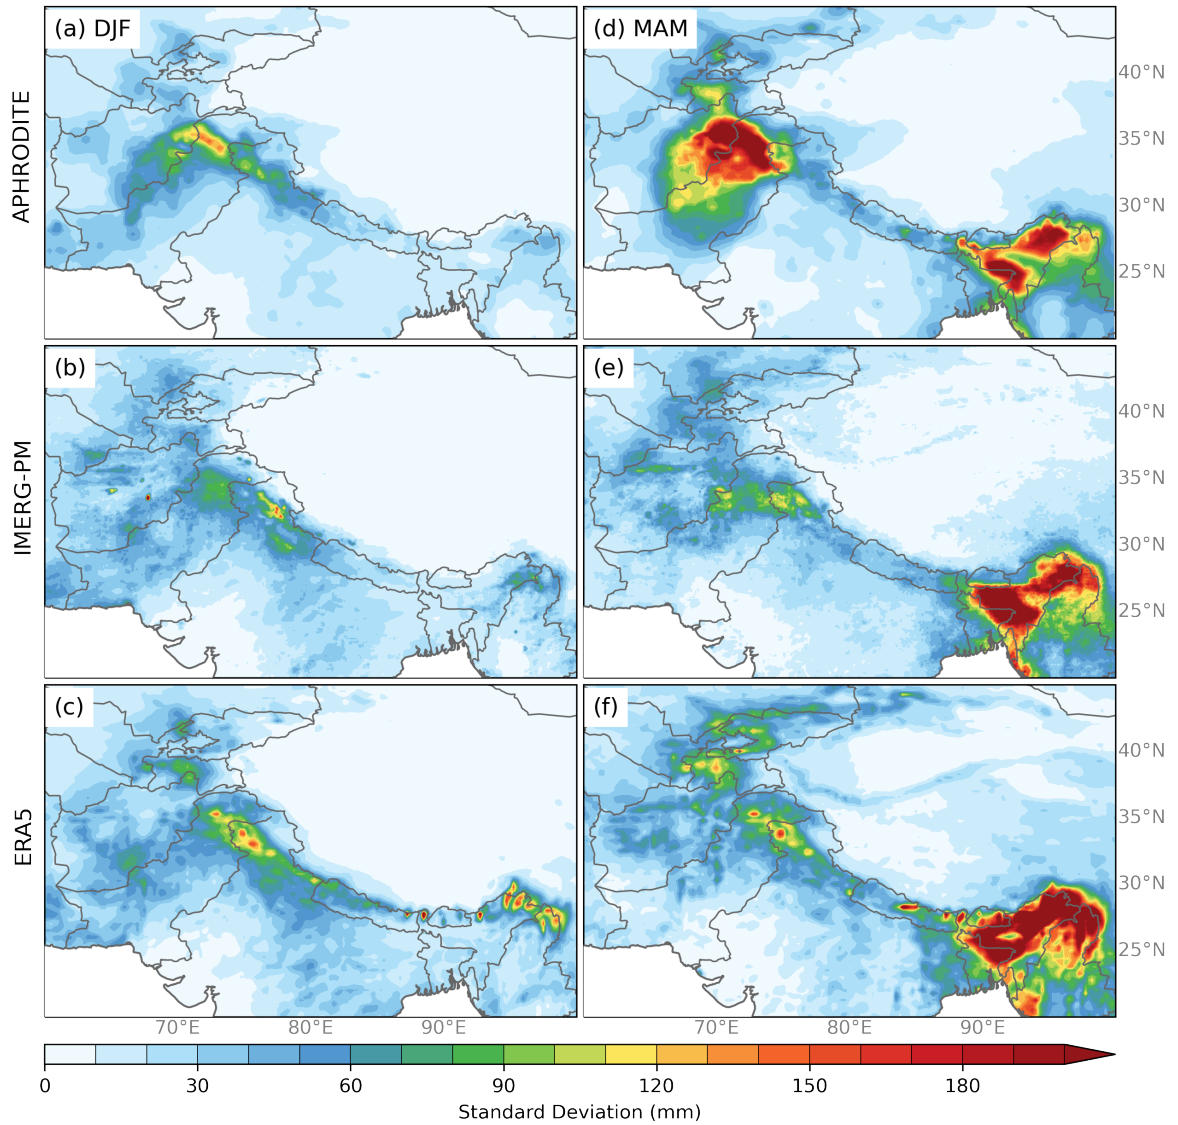 (a) DJF
(d) MAM
APHRODITE
40°N
35°N
30°N
25°N
(b)
(e)
IMERG-PM
40°N
35°N
30°N
25°N
(c)
(f)
ERA5
40°N
35°N
30°N
25°N
70°E 80°E 90°E
70°E 80°E 90°E
0 30 60 90 120 150 180
Standard Deviation (mm)